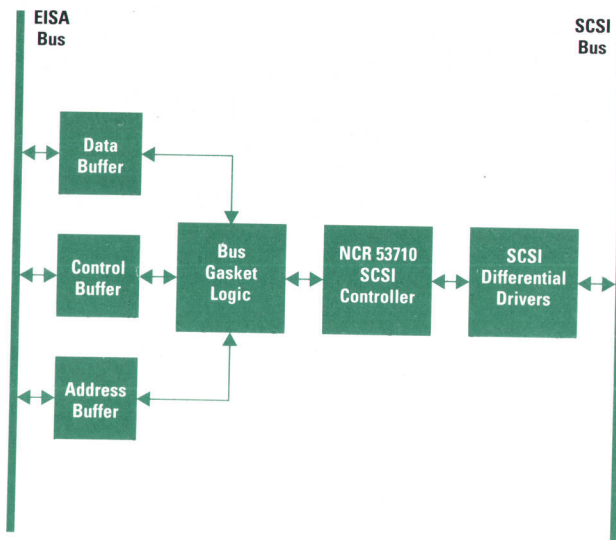 EISA
Bus
SCSI
Bus
Data
Buffer
Control
Buffer
Bus
Gasket
Logic
NCR 53710
SCSI
Controller
SCSI
Differential
Drivers
Address
Buffer